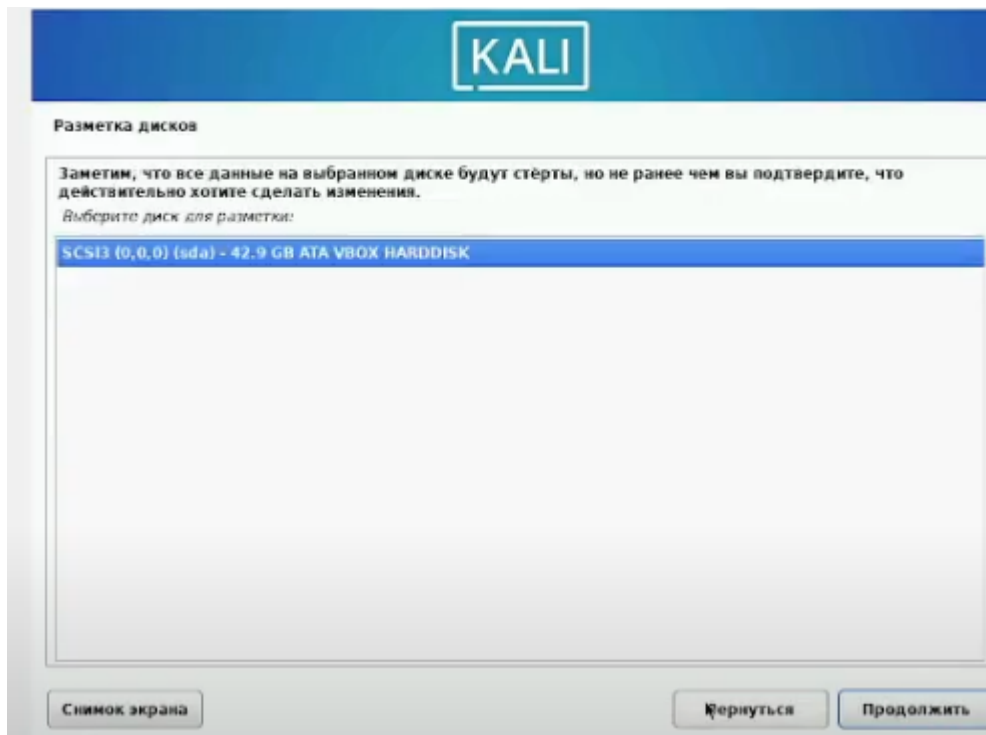 KALI
Разметка дисков
Заметим, что все данные на выбранном диске будут стёрты, но не ранее чем вы подтвердите, что
действительно хотите сделать изменения.
Выберите диск для разметки:
SCSI3 (0,0,0) (sda) - 42.9 GB ATA VBOX HARDDISK
Снимок экрана
Вернуться
Продолжить